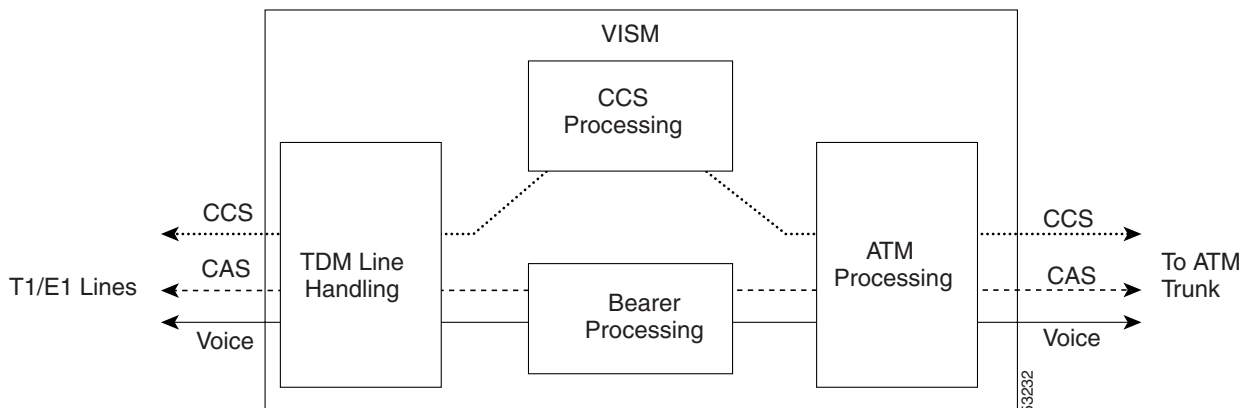 VISM
CCS
Processing
TDM Line
Handling
ATM
Processing
Bearer
Processing
CCS
CAS
Voice
T1/E1 Lines
CCS
CAS
Voice
To ATM
Trunk
53232